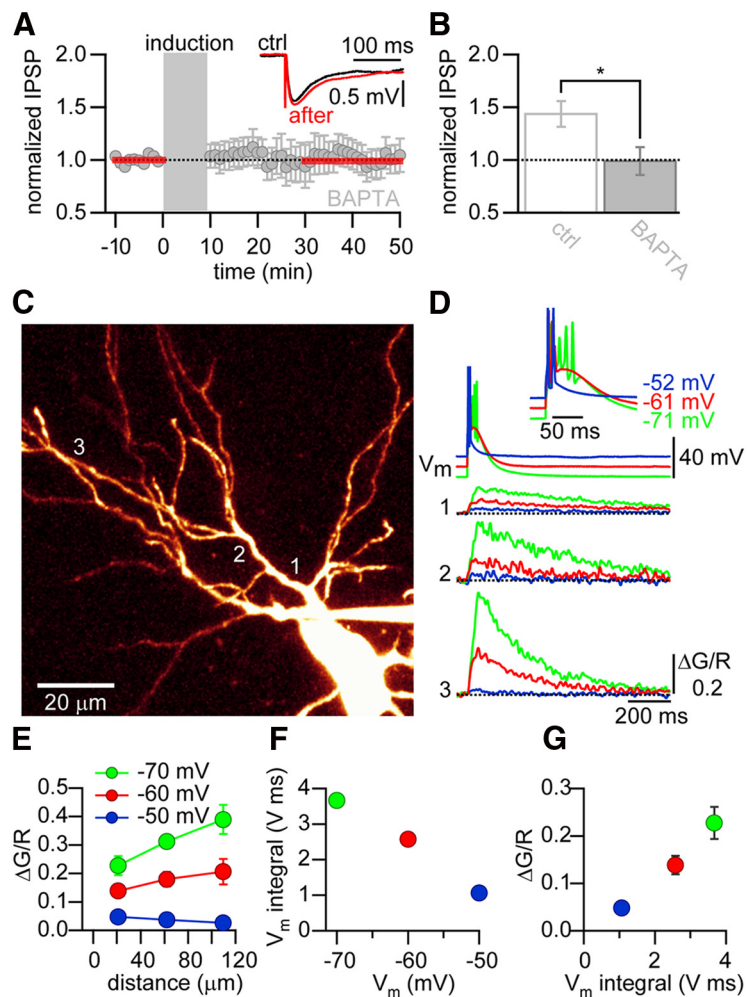 A
normalized IPSP
2.0
1.5
1.0
0.5
induction
ctrl
100 ms
0.5 mV
after
BAPTA
-10 0 10 20 30 40 50
time (min)
B
normalized IPSP
2.0
1.5
1.0
0.5
*
ctrl
BAPTA
C
3
2
1
20 μm
D
-52 mV
-61 mV
-71 mV
50 ms
40 mV
Vm
1
2
3
ΔG/R
0.2
200 ms
E
-70 mV
-60 mV
-50 mV
ΔG/R
0.5
0.4
0.3
0.2
0.1
0.0
0 40 80 120
distance (μm)
F
Vm integral (V ms)
4
3
2
1
0
-70 -60 -50
Vm (mV)
G
ΔG/R
0.3
0.2
0.1
0.0
0 2 4
Vm integral (V ms)